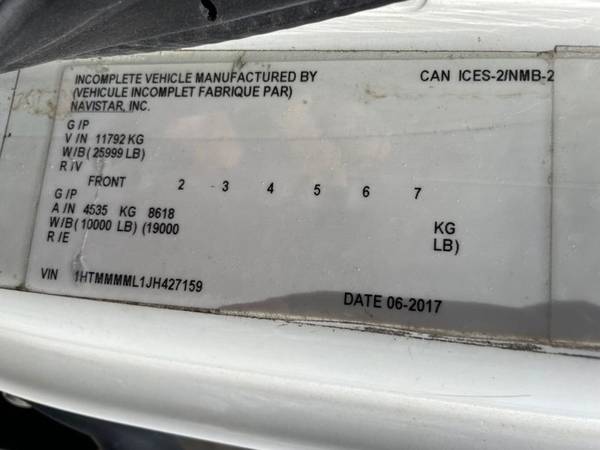 INCOMPLETE VEHICLE MANUFACTURED BY
(VEHICULE INCOMPLET FABRIQUE PAR)
NAVISTAR, INC.
CAN ICES-2/NMB-2
G /P
V / N 11792 KG
W/B( 25999 LB)
R I/V
FRONT 2 3 4 5 6 7
G /P
A / N 4535 KG 8618 KG
W/B( 10000 LB) (19000 LB)
R /E
VIN 1HTMMMML1JH427159
DATE 06-2017